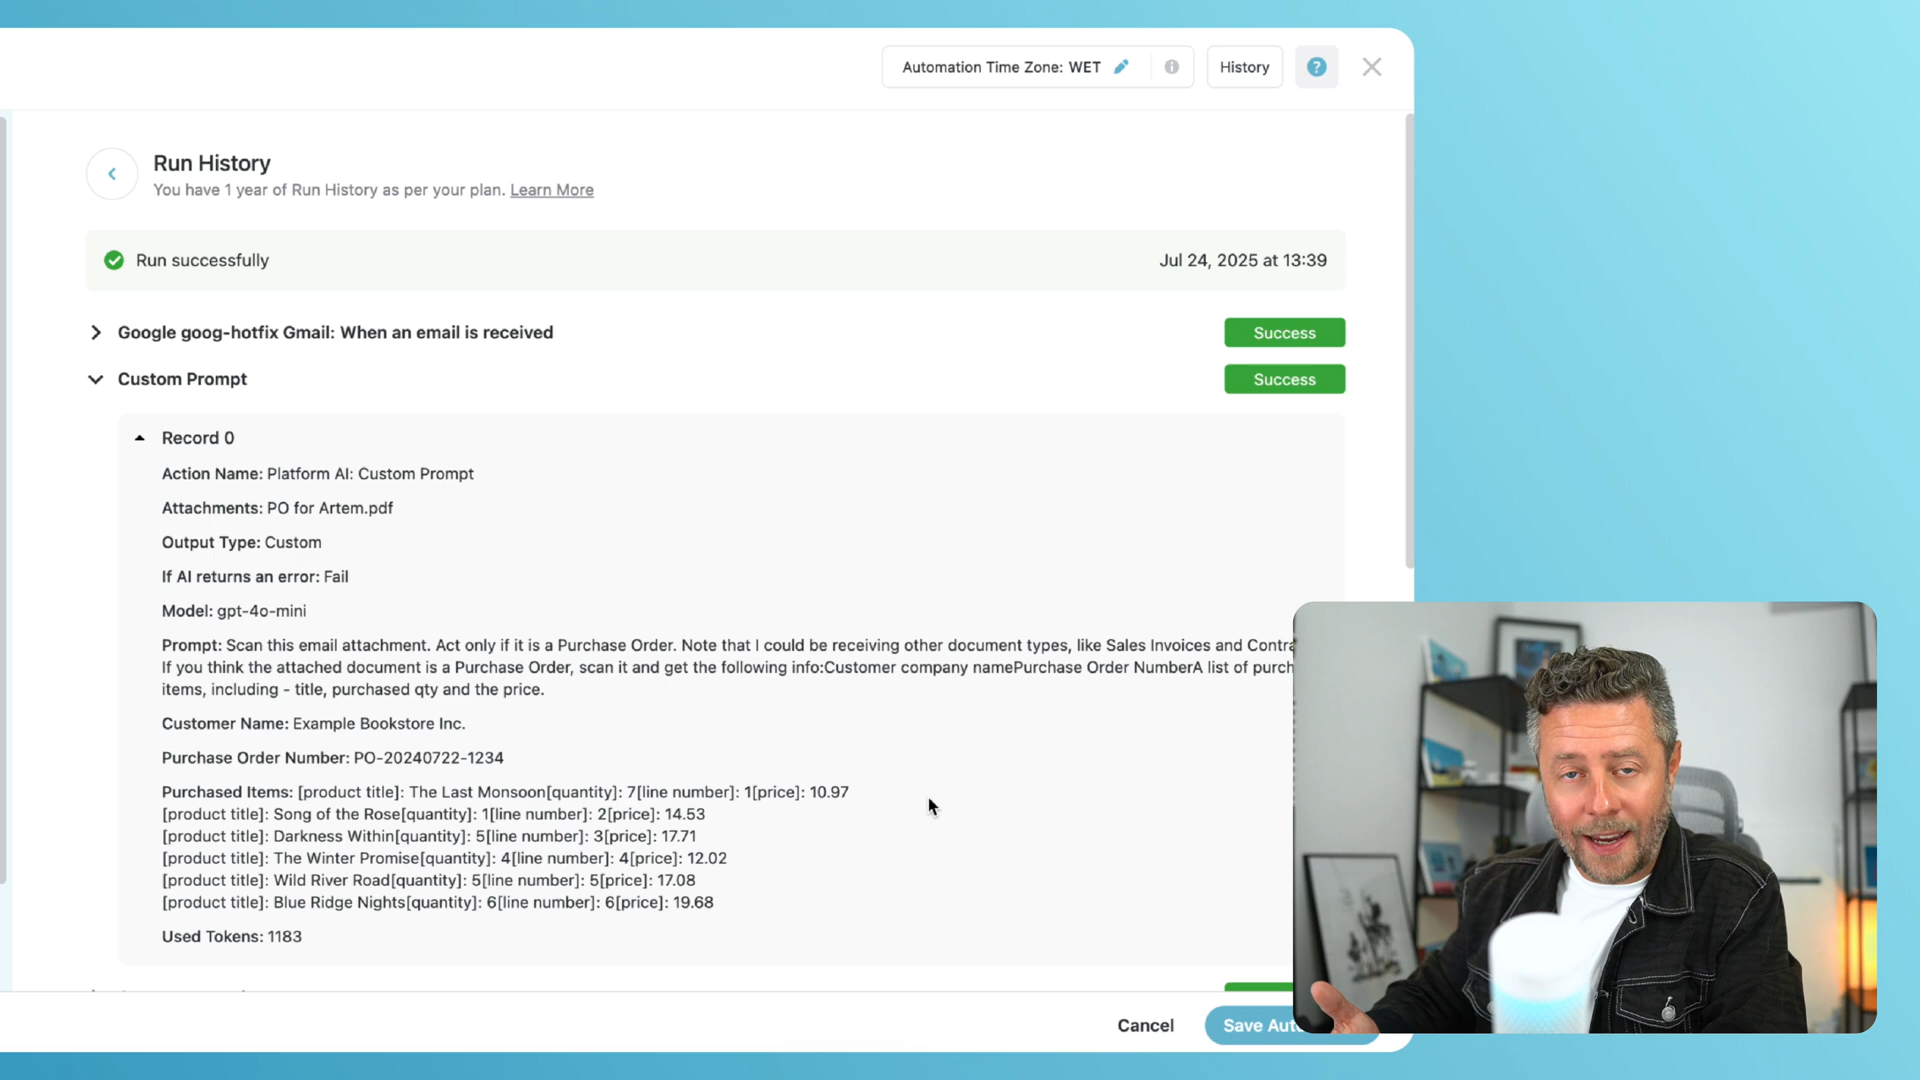 Automation Time Zone: WET
History
?
Run History
You have 1 year of Run History as per your plan. Learn More
Run successfully
Jul 24, 2025 at 13:39
Google goog-hotfix Gmail: When an email is received
Success
Custom Prompt
Success
Record 0
Action Name: Platform AI: Custom Prompt
Attachments: PO for Artem.pdf
Output Type: Custom
If AI returns an error: Fail
Model: gpt-4o-mini
Prompt: Scan this email attachment. Act only if it is a Purchase Order. Note that I could be receiving other document types, like Sales Invoices and Contra
If you think the attached document is a Purchase Order, scan it and get the following info:Customer company namePurchase Order NumberA list of purch
items, including - title, purchased qty and the price.
Customer Name: Example Bookstore Inc.
Purchase Order Number: PO-20240722-1234
Purchased Items: [product title]: The Last Monsoon[quantity]: 7[line number]: 1[price]: 10.97
[product title]: Song of the Rose[quantity]: 1[line number]: 2[price]: 14.53
[product title]: Darkness Within[quantity]: 5[line number]: 3[price]: 17.71
[product title]: The Winter Promise[quantity]: 4[line number]: 4[price]: 12.02
[product title]: Wild River Road[quantity]: 5[line number]: 5[price]: 17.08
[product title]: Blue Ridge Nights[quantity]: 6[line number]: 6[price]: 19.68
Used Tokens: 1183
Cancel
Save Auto